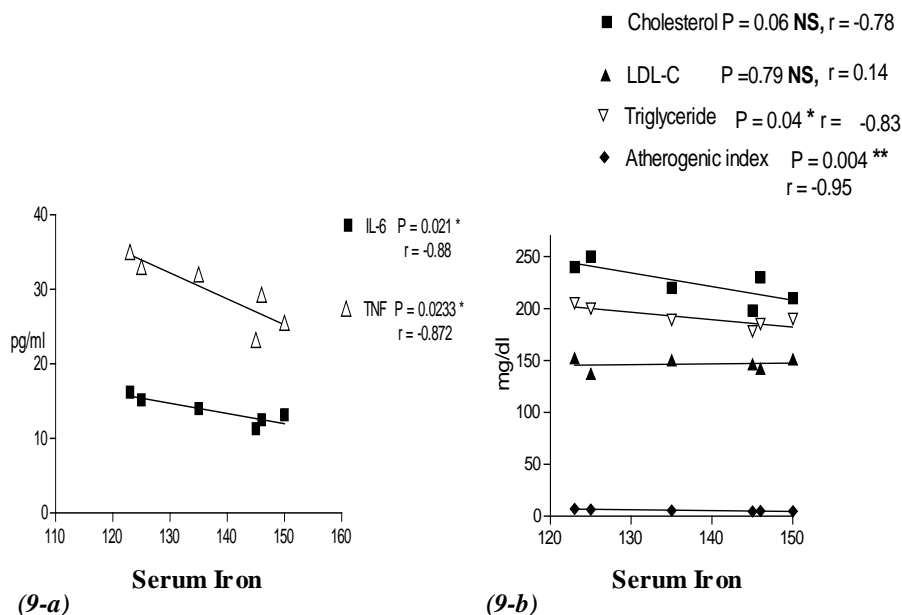 ■ Cholesterol P = 0.06 NS, r = -0.78
▲ LDL-C P =0.79 NS, r = 0.14
▽ Triglyceride P = 0.04 * r = -0.83
◆ Atherogenic index P = 0.004 **
r = -0.95
■ IL-6 P = 0.021 *
r = -0.88
△ TNF P = 0.0233 *
r = -0.872
40
30
20
10
0
pg/ml
110 120 130 140 150 160
Serum Iron
(9-a)
250
200
150
100
50
0
mg/dl
120 130 140 150
Serum Iron
(9-b)